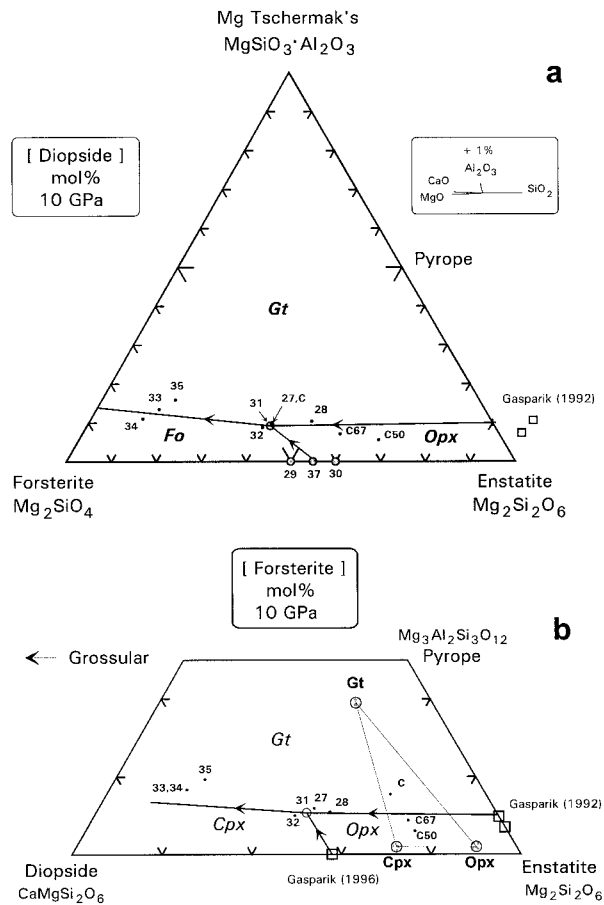 Mg Tschermak's
MgSiO3·Al2O3
a
[ Diopside ]
mol%
10 GPa
+ 1%
Al2O3
CaO
MgO
SiO2
Pyrope
Gt
35
33
34
Fo
31
27,C
28
32
C67
C50
Opx
Gasparik (1992)
29
37
30
Forsterite
Mg2SiO4
Enstatite
Mg2Si2O6
[ Forsterite ]
mol%
10 GPa
b
Grossular
Mg3Al2Si3O12
Pyrope
Gt
Gt
35
33,34
C
31
27
28
32
Cpx
Opx
C67
C50
Gasparik (1992)
Cpx
Opx
Diopside
CaMgSi2O6
Gasparik (1996)
Enstatite
Mg2Si2O6